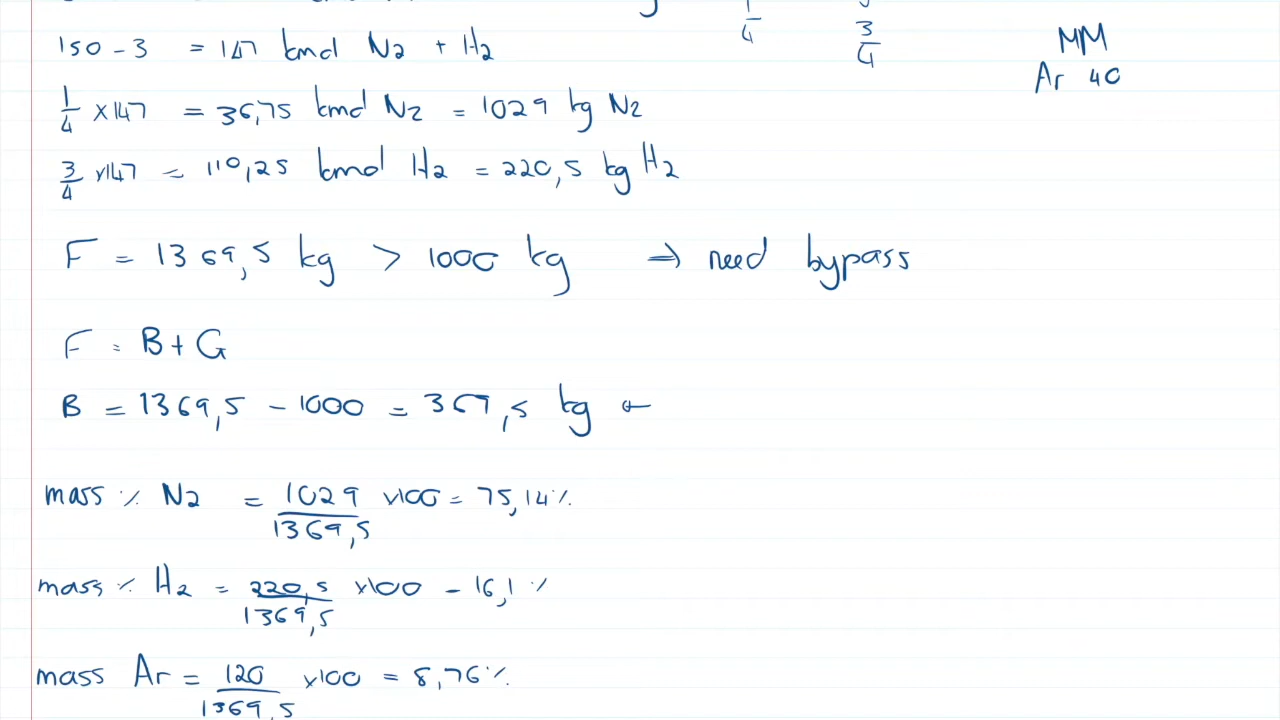 1/4 3/4
150 - 3 = 147 kmol N2 + H2
MM
Ar 40
1/4 x 147 = 36,75 kmol N2 = 1029 kg N2
3/4 x 147 = 110,25 kmol H2 = 220,5 kg H2
F = 1369,5 kg > 1000 kg → need bypass
F = B + G
B = 1369,5 - 1000 = 369,5 kg ←
mass % N2 = 1029/1369,5 x100 = 75,14%
mass % H2 = 220,5/1369,5 x100 - 16,1 %
mass Ar = 120/1369,5 x100 = 8,76%